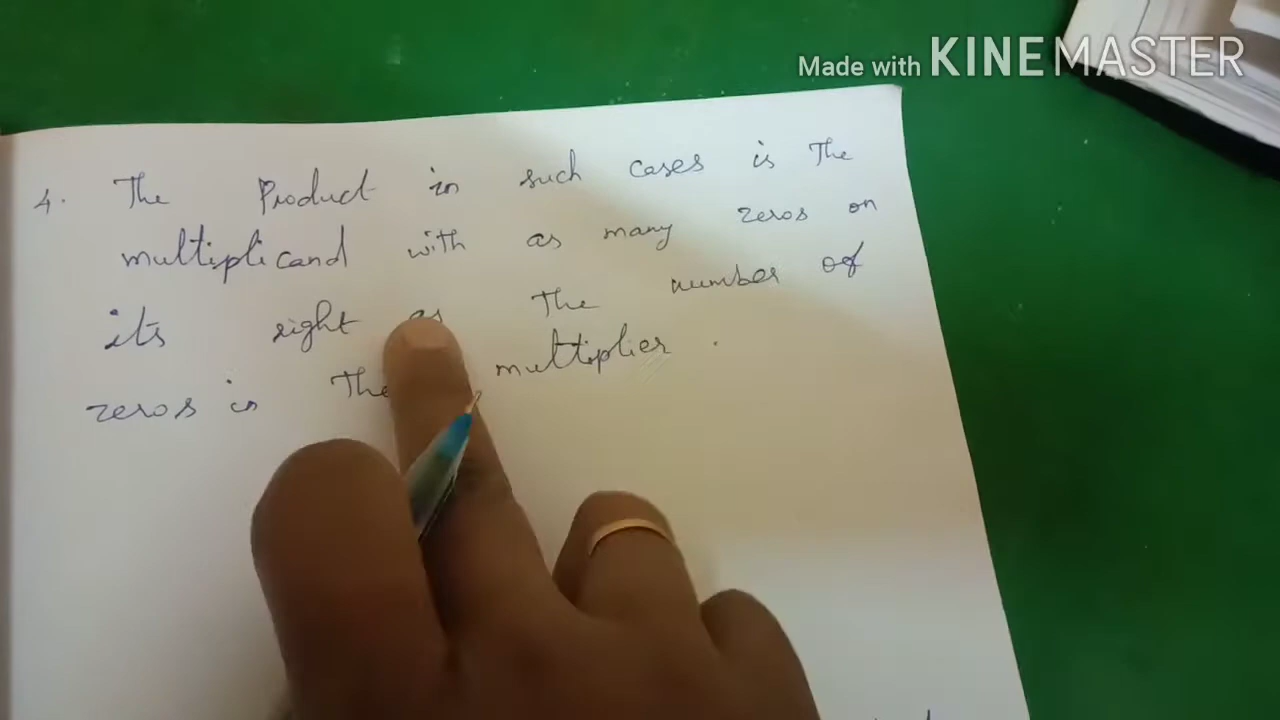 Made with KINEMASTER
4. The Product in such cases is The
multiplicand with as many zeros on
its right as The number of
zeros in The multiplier.